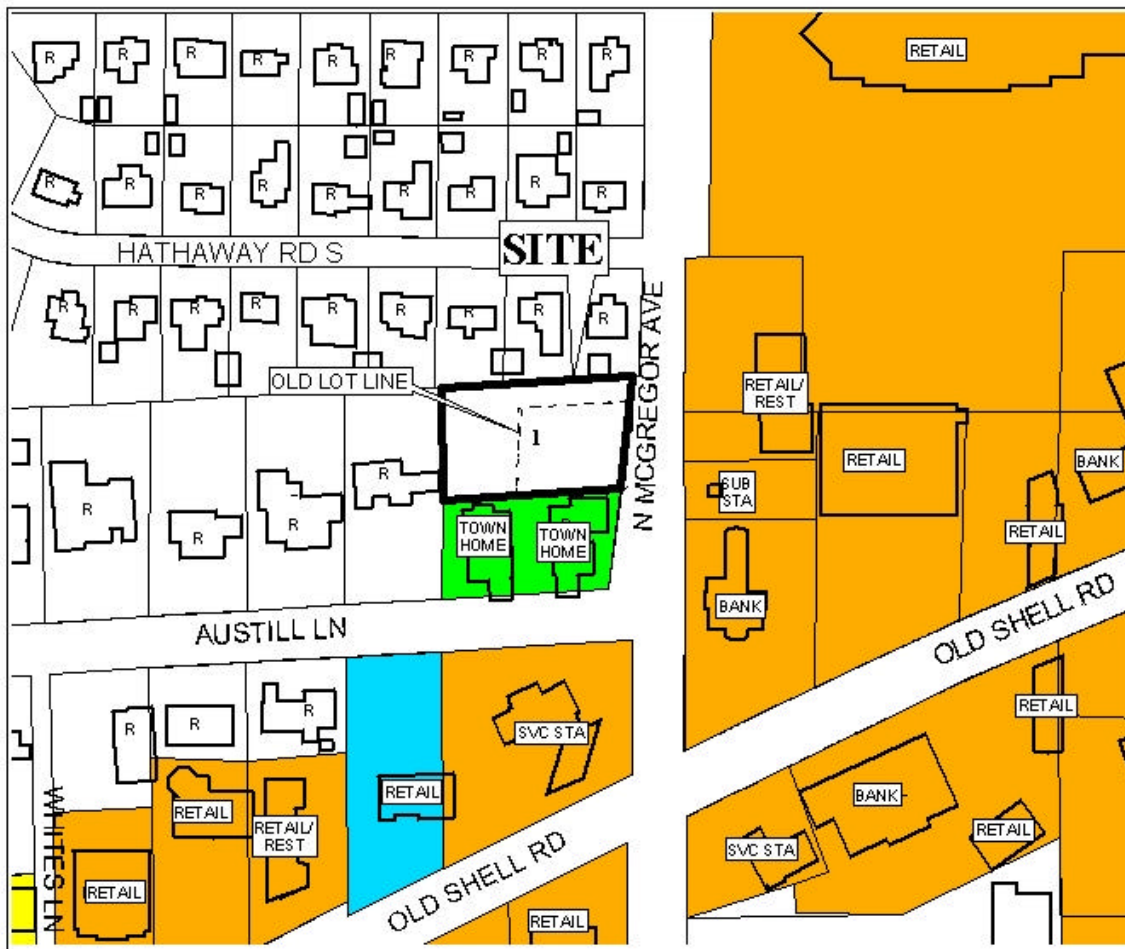 RETAIL
R R R R R R R R R
R R R R R R R R R
HATHAWAY RD S
SITE
N MCGREGOR AVE
R R R R R R R R R
OLD LOT LINE
1
RETAIL/
REST
RETAIL
BANK
SUB
STA
RETAIL
R R R R R
TOWN
HOME
TOWN
HOME
BANK
AUSTILL LN
OLD SHELL RD
R R R
SVC STA
RETAIL
RETAIL
RETAIL
RETAIL/
REST
BANK
RETAIL
SVC STA
WHITES LN
RETAIL
OLD SHELL RD
RETAIL